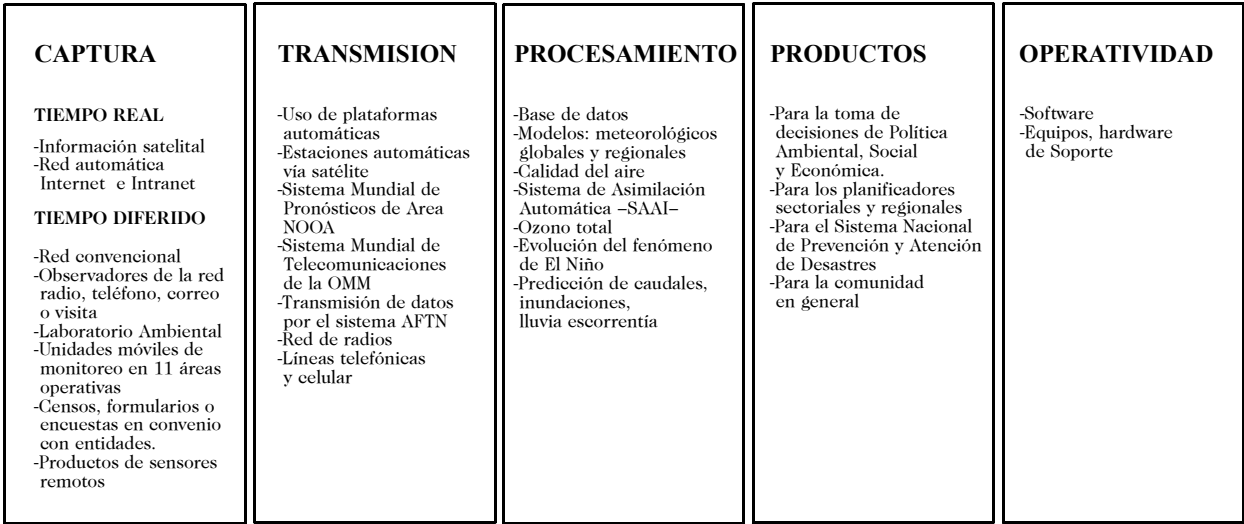 CAPTURA
TIEMPO REAL
-Información satelital
-Red automática
Internet e Intranet
TIEMPO DIFERIDO
-Red convencional
-Observadores de la red
radio, teléfono, correo
o visita
-Laboratorio Ambiental
-Unidades móviles de
monitoreo en 11 áreas
operativas
-Censos, formularios o
encuestas en convenio
con entidades.
-Productos de sensores
remotos
TRANSMISION
-Uso de plataformas
automáticas
-Estaciones automáticas
vía satélite
-Sistema Mundial de
Pronósticos de Area
NOOA
-Sistema Mundial de
Telecomunicaciones
de la OMM
-Transmisión de datos
por el sistema AFTN
-Red de radios
-Líneas telefónicas
y celular
PROCESAMIENTO
-Base de datos
-Modelos: meteorológicos
globales y regionales
-Calidad del aire
-Sistema de Asimilación
Automática –SAAI–
-Ozono total
-Evolución del fenómeno
de El Niño
-Predicción de caudales,
inundaciones,
lluvia escorrentía
PRODUCTOS
-Para la toma de
decisiones de Política
Ambiental, Social
y Económica.
-Para los planificadores
sectoriales y regionales
-Para el Sistema Nacional
de Prevención y Atención
de Desastres
-Para la comunidad
en general
OPERATIVIDAD
-Software
-Equipos, hardware
de Soporte